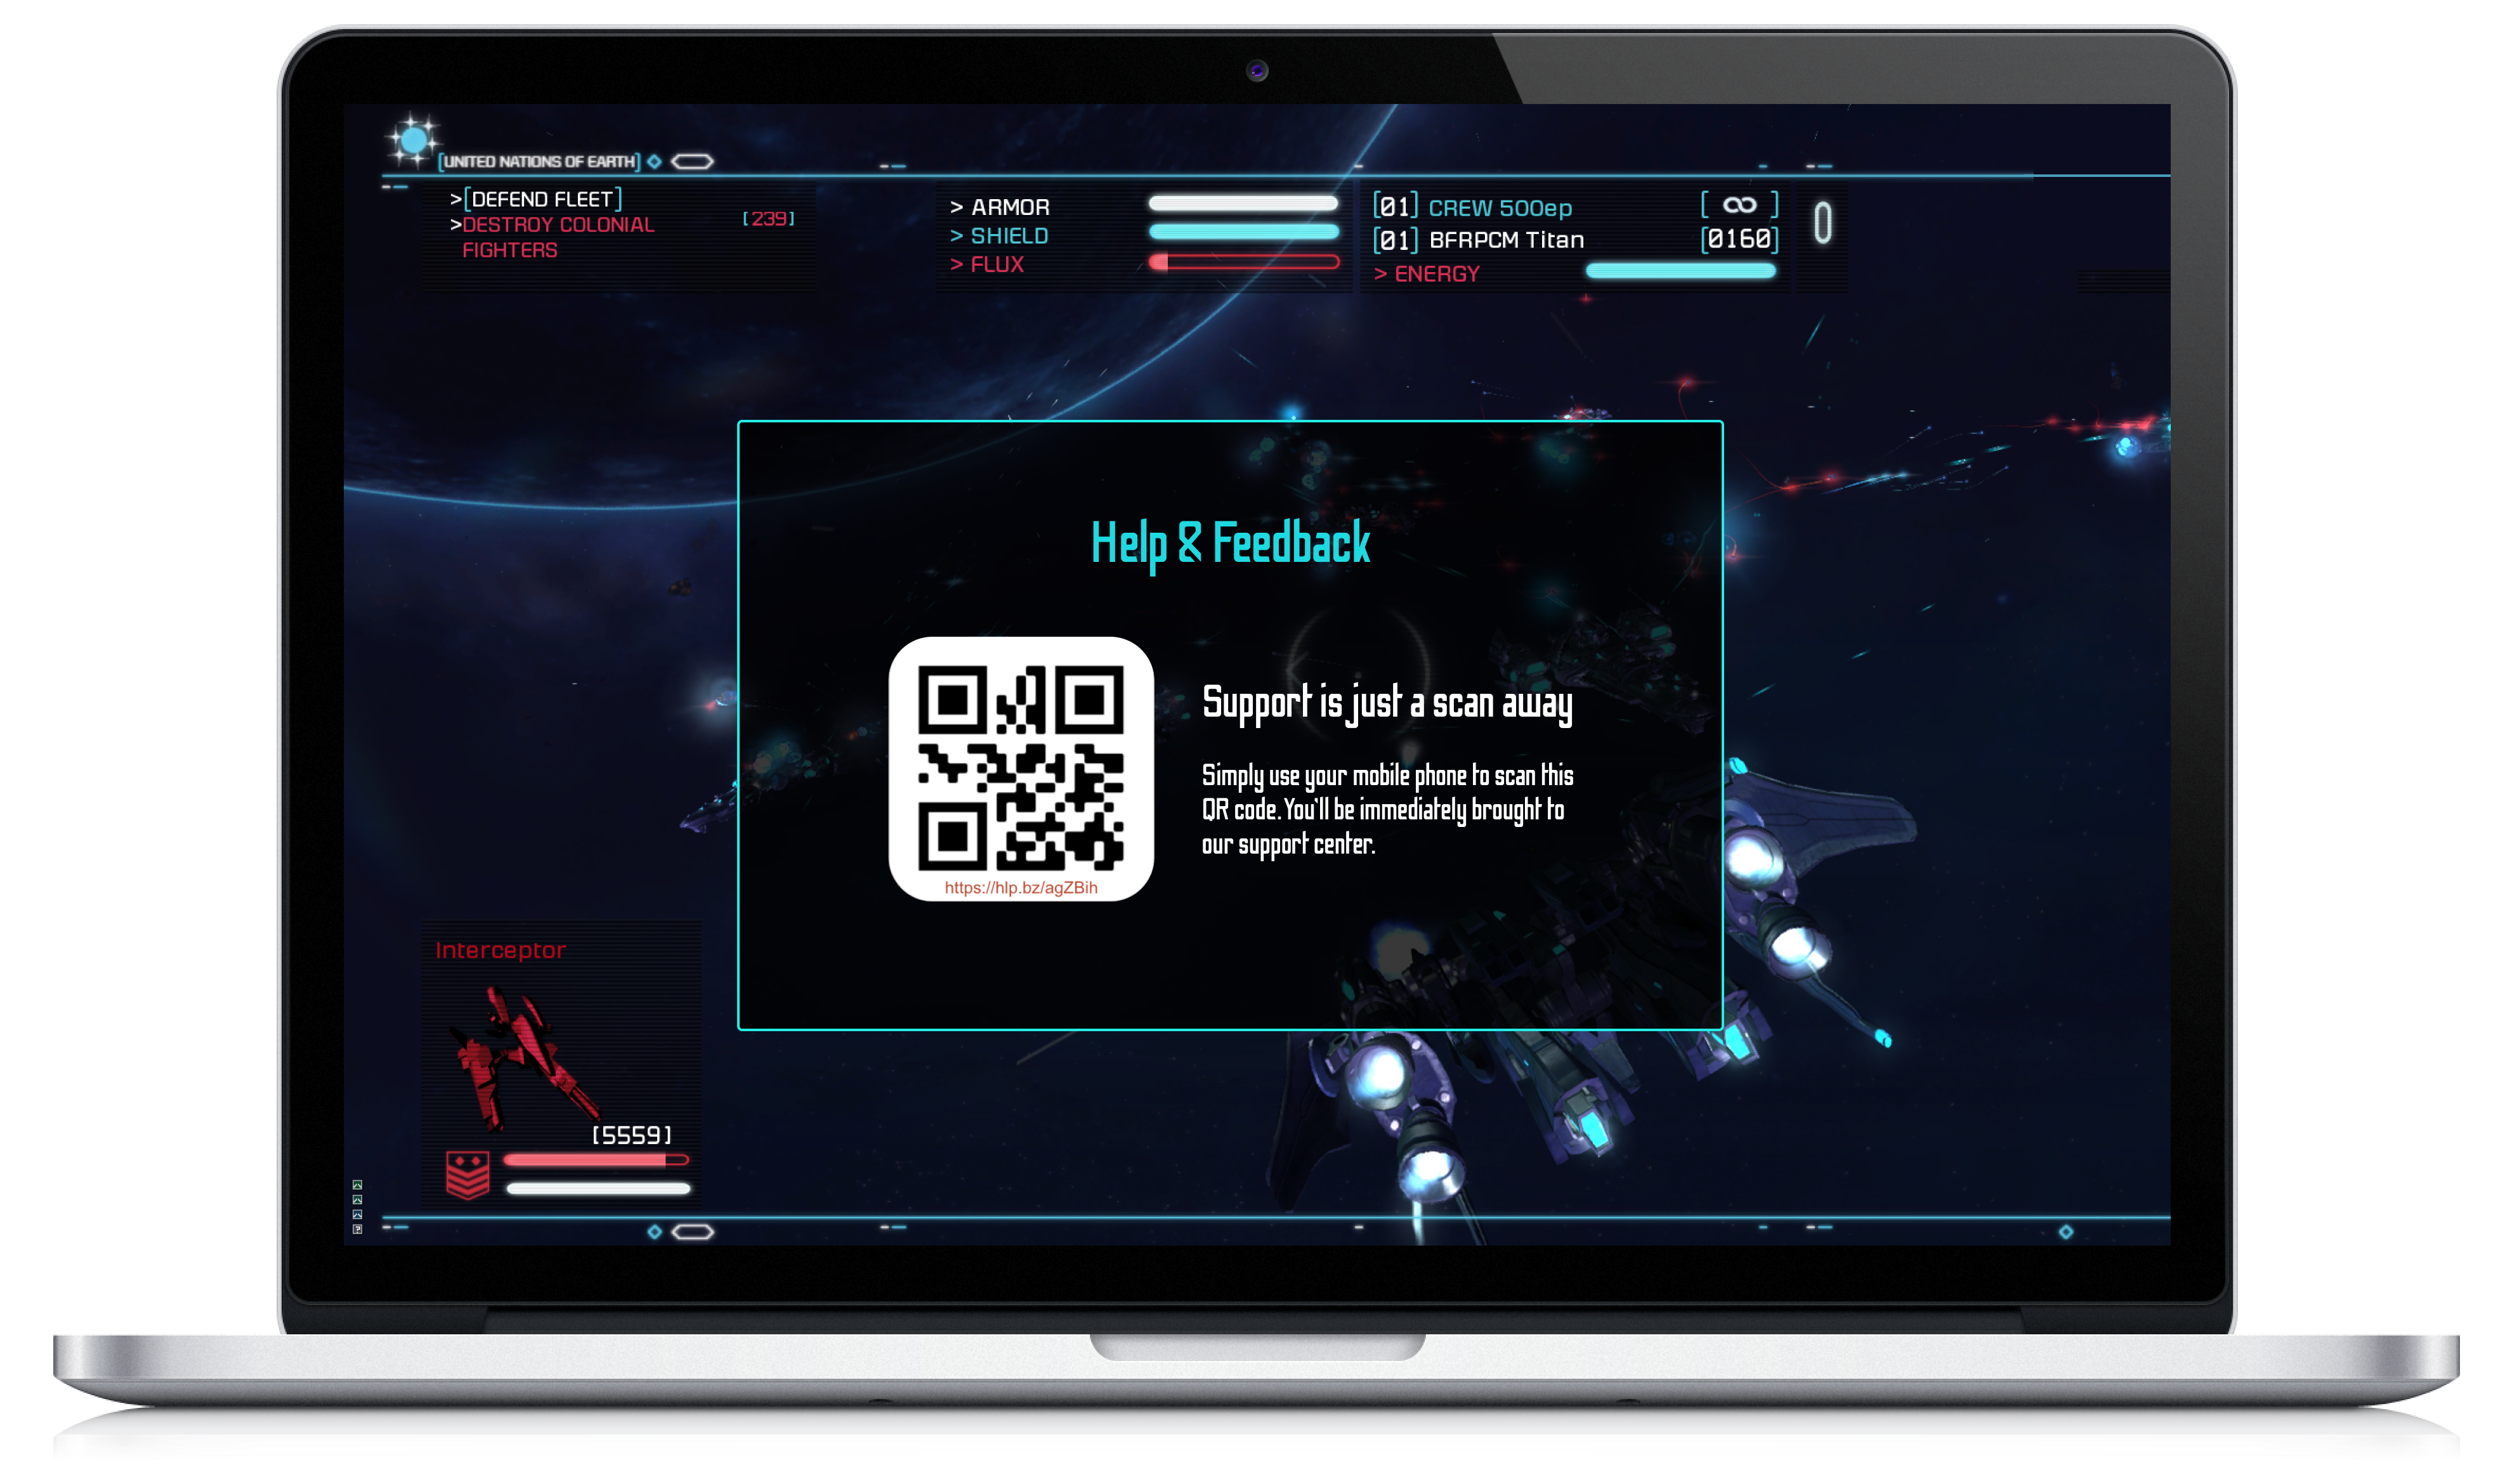 [UNITED NATIONS OF EARTH]
>[DEFEND FLEET]
>DESTROY COLONIAL
FIGHTERS
[239]
> ARMOR
> SHIELD
> FLUX
[01] CREW 500ep [ ∞ ]
[01] BFRPCM Titan [0160]
> ENERGY
0
Help & Feedback
Support is just a scan away
Simply use your mobile phone to scan this
QR code. You'll be immediately brought to
our support center.
https://hlp.bz/agZBih
Interceptor
[5559]